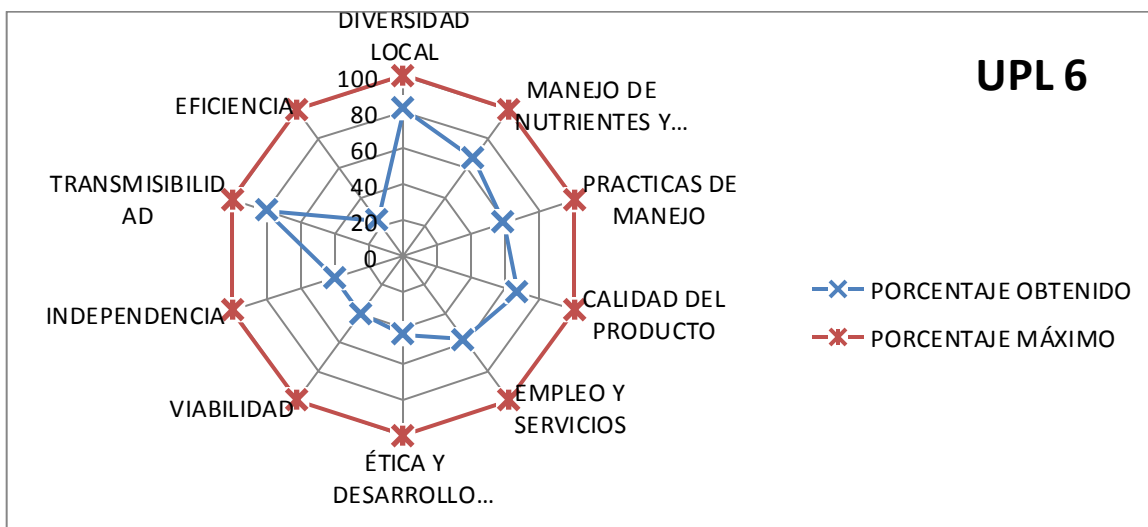 DIVERSIDAD
LOCAL
UPL 6
MANEJO DE
NUTRIENTES Y...
PRACTICAS DE
MANEJO
CALIDAD DEL
PRODUCTO
EMPLEO Y
SERVICIOS
ÉTICA Y
DESARROLLO...
VIABILIDAD
INDEPENDENCIA
TRANSMISIBILID
AD
EFICIENCIA
100
80
60
40
20
0
PORCENTAJE OBTENIDO
PORCENTAJE MÁXIMO